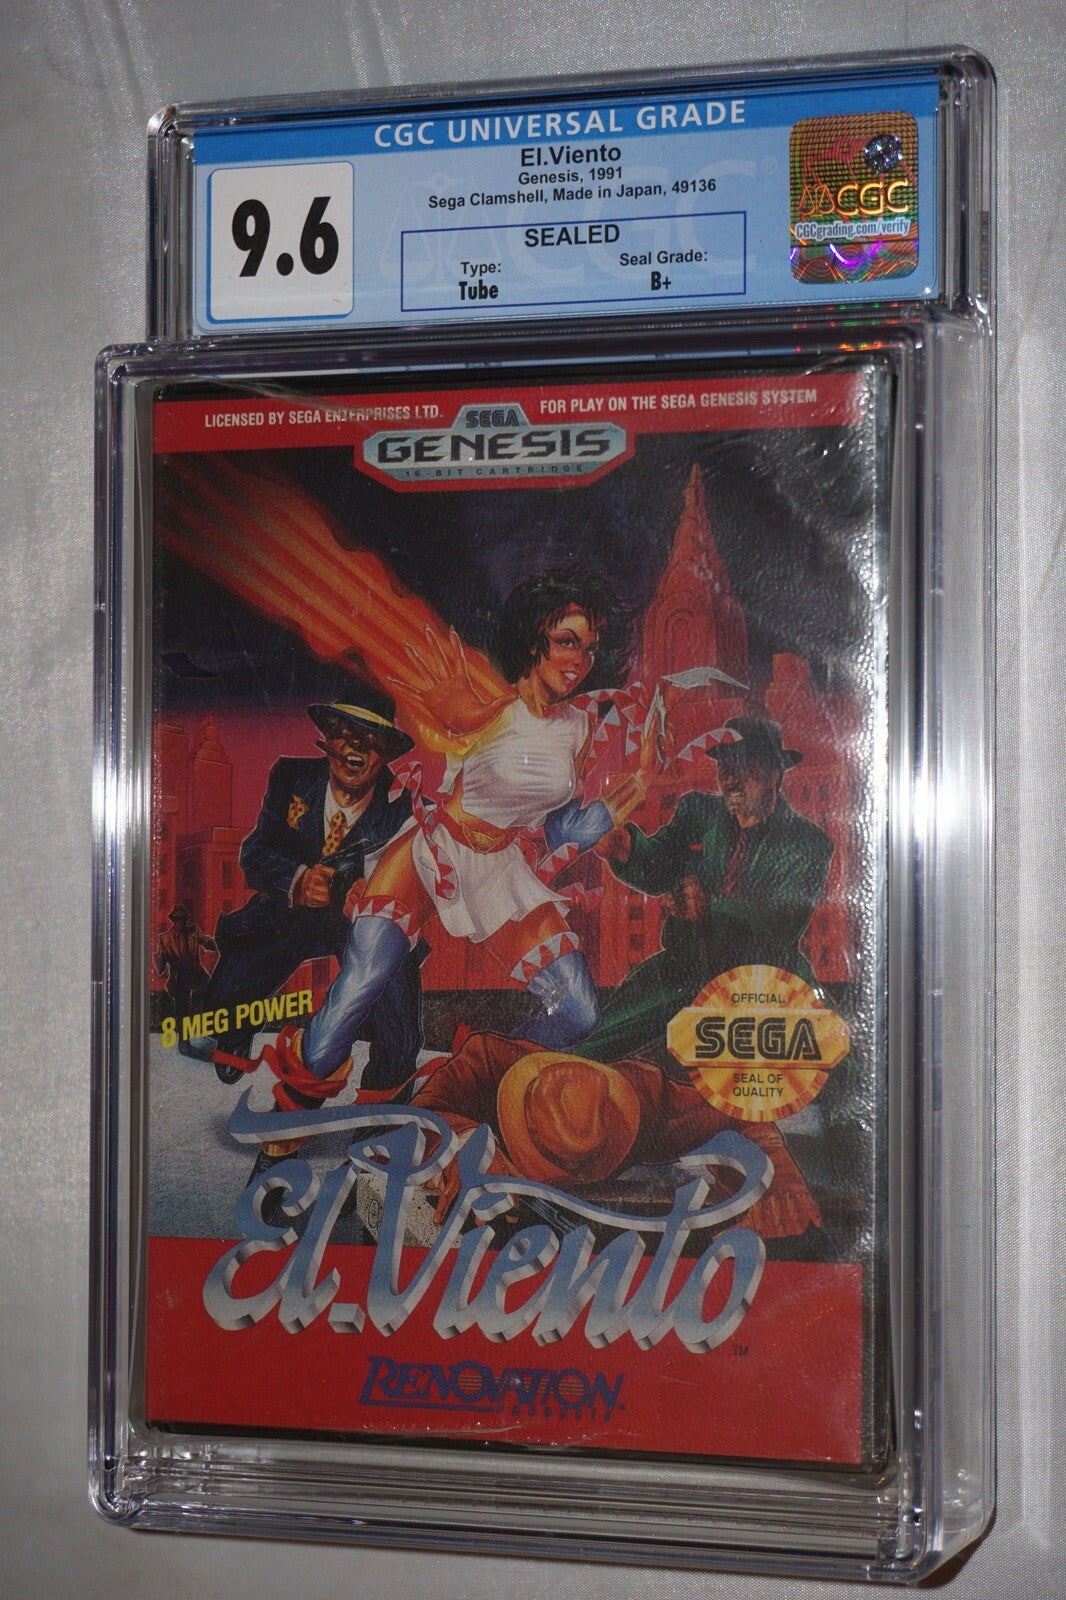 CGC UNIVERSAL GRADE
El.Viento
Genesis, 1991
Sega Clamshell, Made in Japan, 49136
9.6
SEALED
Type:
Tube
Seal Grade:
B+
CGC
CGCgrading.com/verify
LICENSED BY SEGA ENTERPRISES LTD.
FOR PLAY ON THE SEGA GENESIS SYSTEM
SEGA
GENESIS
16-BIT CARTRIDGE
8 MEG POWER
OFFICIAL
SEGA
SEAL OF
QUALITY
El.Viento
TM
RENOVATION
PRODUCTS